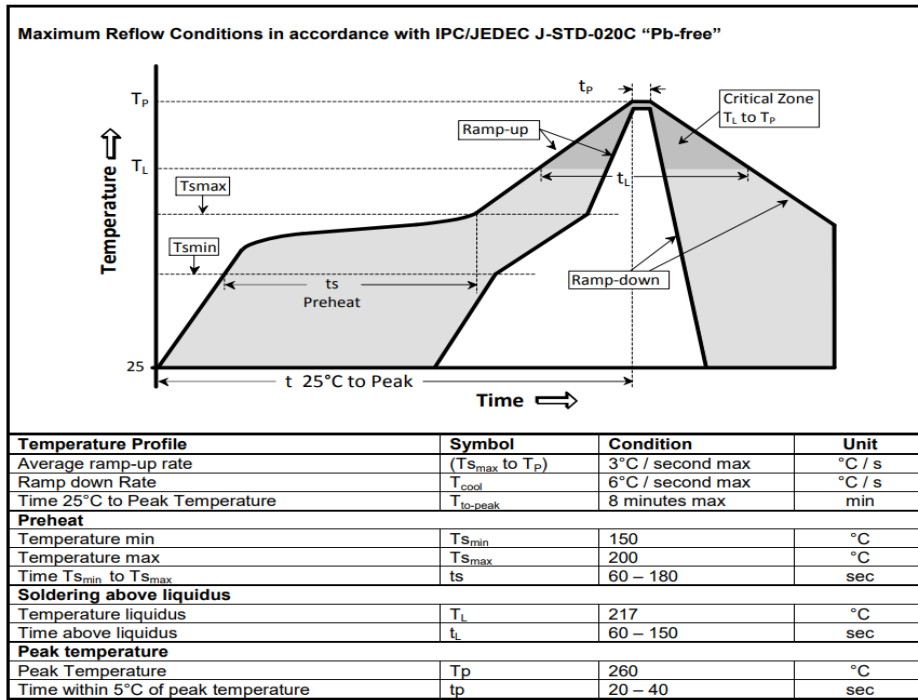 Maximum Reflow Conditions in accordance with IPC/JEDEC J-STD-020C “Pb-free”
tP
TP
Critical Zone
TL to TP
Ramp-up
Temperature
TL
tL
Tsmax
Tsmin
ts
Preheat
Ramp-down
25
t 25°C to Peak
Time
Temperature Profile Symbol Condition Unit
Average ramp-up rate (Tsmax to TP) 3°C / second max °C / s
Ramp down Rate Tcool 6°C / second max °C / s
Time 25°C to Peak Temperature Tto-peak 8 minutes max min
Preheat
Temperature min Tsmin 150 °C
Temperature max Tsmax 200 °C
Time Tsmin to Tsmax ts 60 – 180 sec
Soldering above liquidus
Temperature liquidus TL 217 °C
Time above liquidus tL 60 – 150 sec
Peak temperature
Peak Temperature Tp 260 °C
Time within 5°C of peak temperature tp 20 – 40 sec